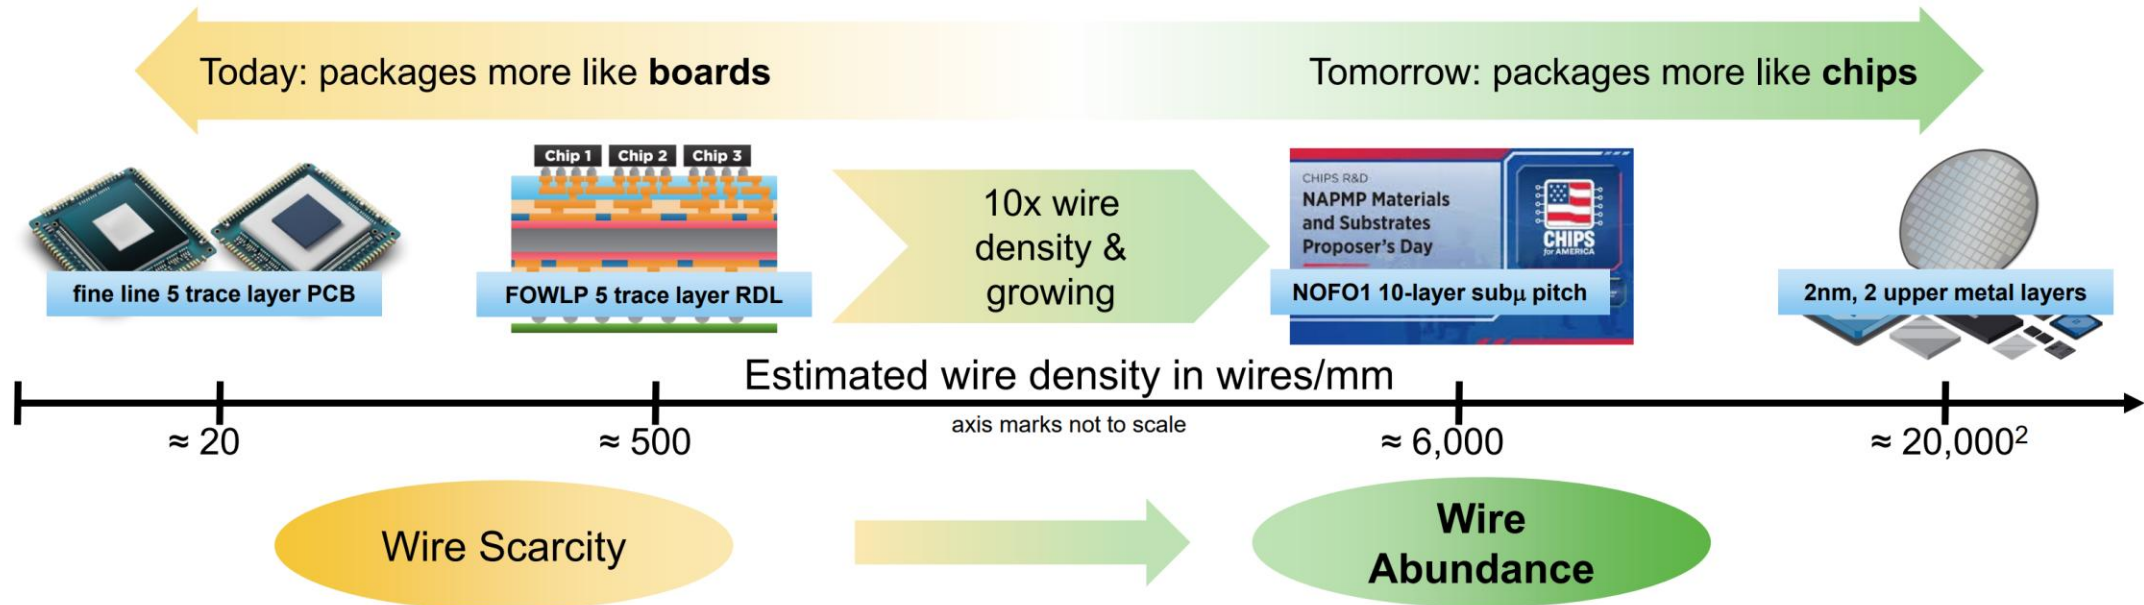 Today: packages more like boards
Tomorrow: packages more like chips
Chip 1 Chip 2 Chip 3
fine line 5 trace layer PCB
FOWLP 5 trace layer RDL
10x wire
density &
growing
CHIPS R&D
NAPMP Materials
and Substrates
Proposer's Day
CHIPS
for AMERICA
NOFO1 10-layer subμ pitch
2nm, 2 upper metal layers
Estimated wire density in wires/mm
axis marks not to scale
≈ 20
≈ 500
≈ 6,000
≈ 20,000²
Wire Scarcity
Wire
Abundance